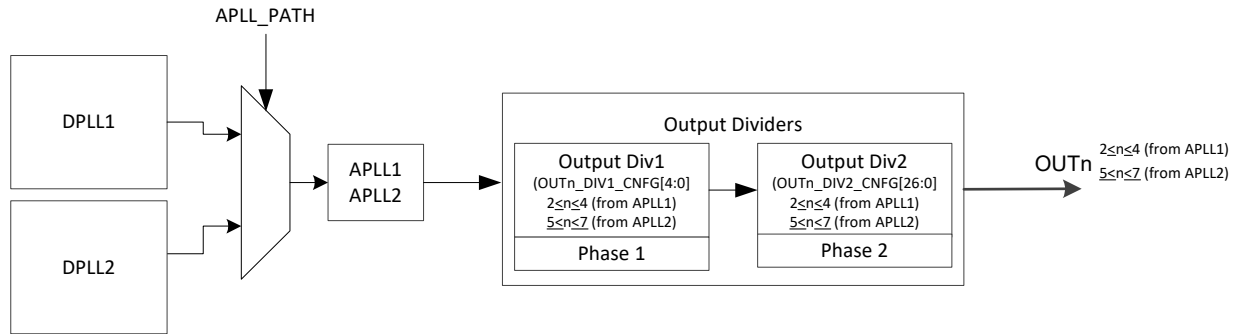 APLL_PATH
DPLL1
DPLL2
APLL1
APLL2
Output Dividers
Output Div1
(OUTn_DIV1_CNFG[4:0]
2<n<4 (from APLL1)
5<n<7 (from APLL2)
Phase 1
Output Div2
(OUTn_DIV2_CNFG[26:0]
2<n<4 (from APLL1)
5<n<7 (from APLL2)
Phase 2
OUTn
2<n<4 (from APLL1)
5<n<7 (from APLL2)